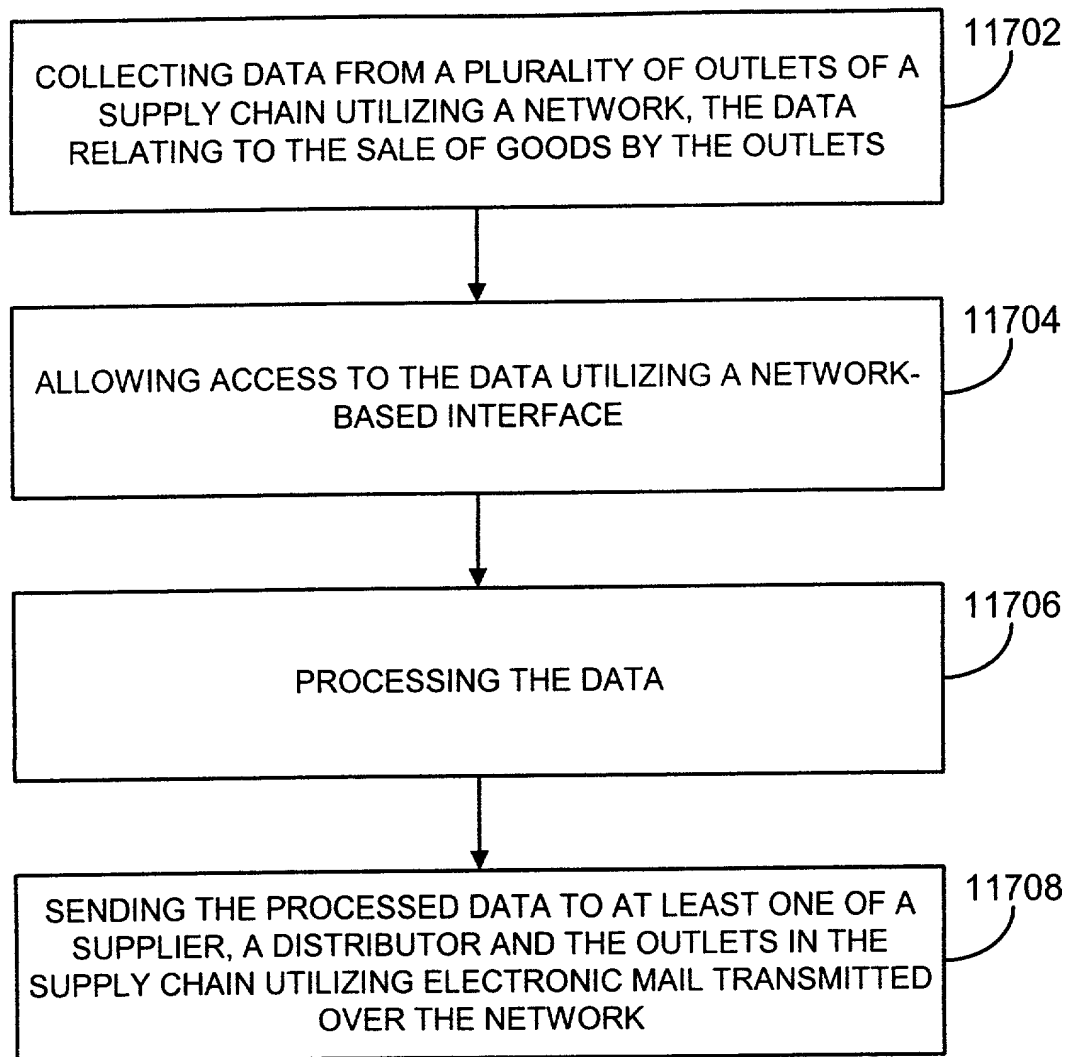 11702
COLLECTING DATA FROM A PLURALITY OF OUTLETS OF A
SUPPLY CHAIN UTILIZING A NETWORK, THE DATA
RELATING TO THE SALE OF GOODS BY THE OUTLETS
11704
ALLOWING ACCESS TO THE DATA UTILIZING A NETWORK-
BASED INTERFACE
11706
PROCESSING THE DATA
11708
SENDING THE PROCESSED DATA TO AT LEAST ONE OF A
SUPPLIER, A DISTRIBUTOR AND THE OUTLETS IN THE
SUPPLY CHAIN UTILIZING ELECTRONIC MAIL TRANSMITTED
OVER THE NETWORK